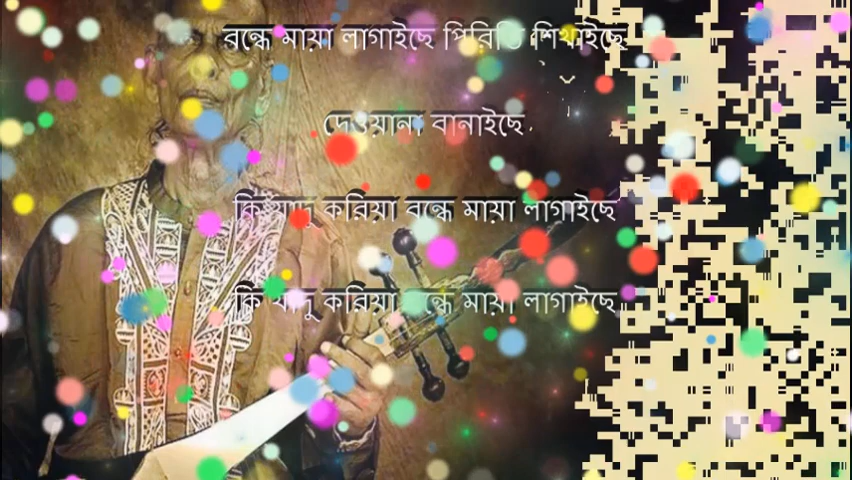 বন্ধে মায়া লাগাইছে পিরিতি শিখাইছে
দেওয়ানা বানাইছে
কি যাদু করিয়া বন্ধে মায়া লাগাইছে
কি যাদু করিয়া বন্ধে মায়া লাগাইছে